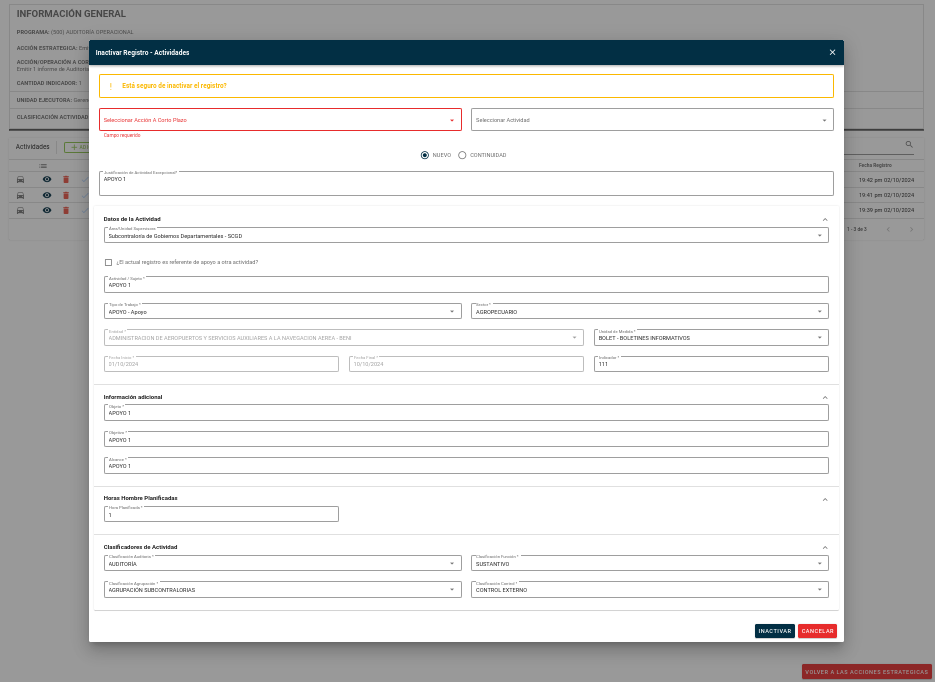 INFORMACIÓN GENERAL
PROGRAMA: (500) AUDITORÍA OPERACIONAL
ACCIÓN ESTRATEGICA:
ACCIÓN/OPERACIÓN A COR
Emitir 1 informe de Auditoría
CANTIDAD INDICADOR: 1
UNIDAD EJECUTORA: Geren
CLASIFICACIÓN ACTIVIDAD
Inactivar Registro - Actividades
! Está seguro de inactivar el registro?
Seleccionar Acción A Corto Plazo
Seleccionar Actividad
Campo requerido
Actividades
NUEVO
CONTINUIDAD
Fecha Registro
Justificación de Actividad Excepcional*
APOYO 1
19:42 pm 02/10/2024
19:41 pm 02/10/2024
19:39 pm 02/10/2024
1 - 3 de 3
Datos de la Actividad
Area/Unidad Supervisora
Subcontraloría de Gobiernos Departamentales - SCGD
¿El actual registro es referente de apoyo a otra actividad?
Actividad / Sujeto *
APOYO 1
Tipo de Trabajo *
APOYO - Apoyo
Sector *
AGROPECUARIO
Entidad *
ADMINISTRACION DE AEROPUERTOS Y SERVICIOS AUXILIARES A LA NAVEGACION AEREA - BENI
Unidad de Medida *
BOLET - BOLETINES INFORMATIVOS
Fecha Inicio *
01/10/2024
Fecha Final *
10/10/2024
Indicador *
111
Información adicional
Objeto *
APOYO 1
Objetivo *
APOYO 1
Alcance *
APOYO 1
Horas Hombre Planificadas
Hora Planificada *
1
Clasificadores de Actividad
Clasificación Auditoria *
AUDITORÍA
Clasificación Función *
SUSTANTIVO
Clasificación Agrupación *
AGRUPACIÓN SUBCONTRALORIAS
Clasificación Control *
CONTROL EXTERNO
INACTIVAR
CANCELAR
VOLVER A LAS ACCIONES ESTRATEGICAS